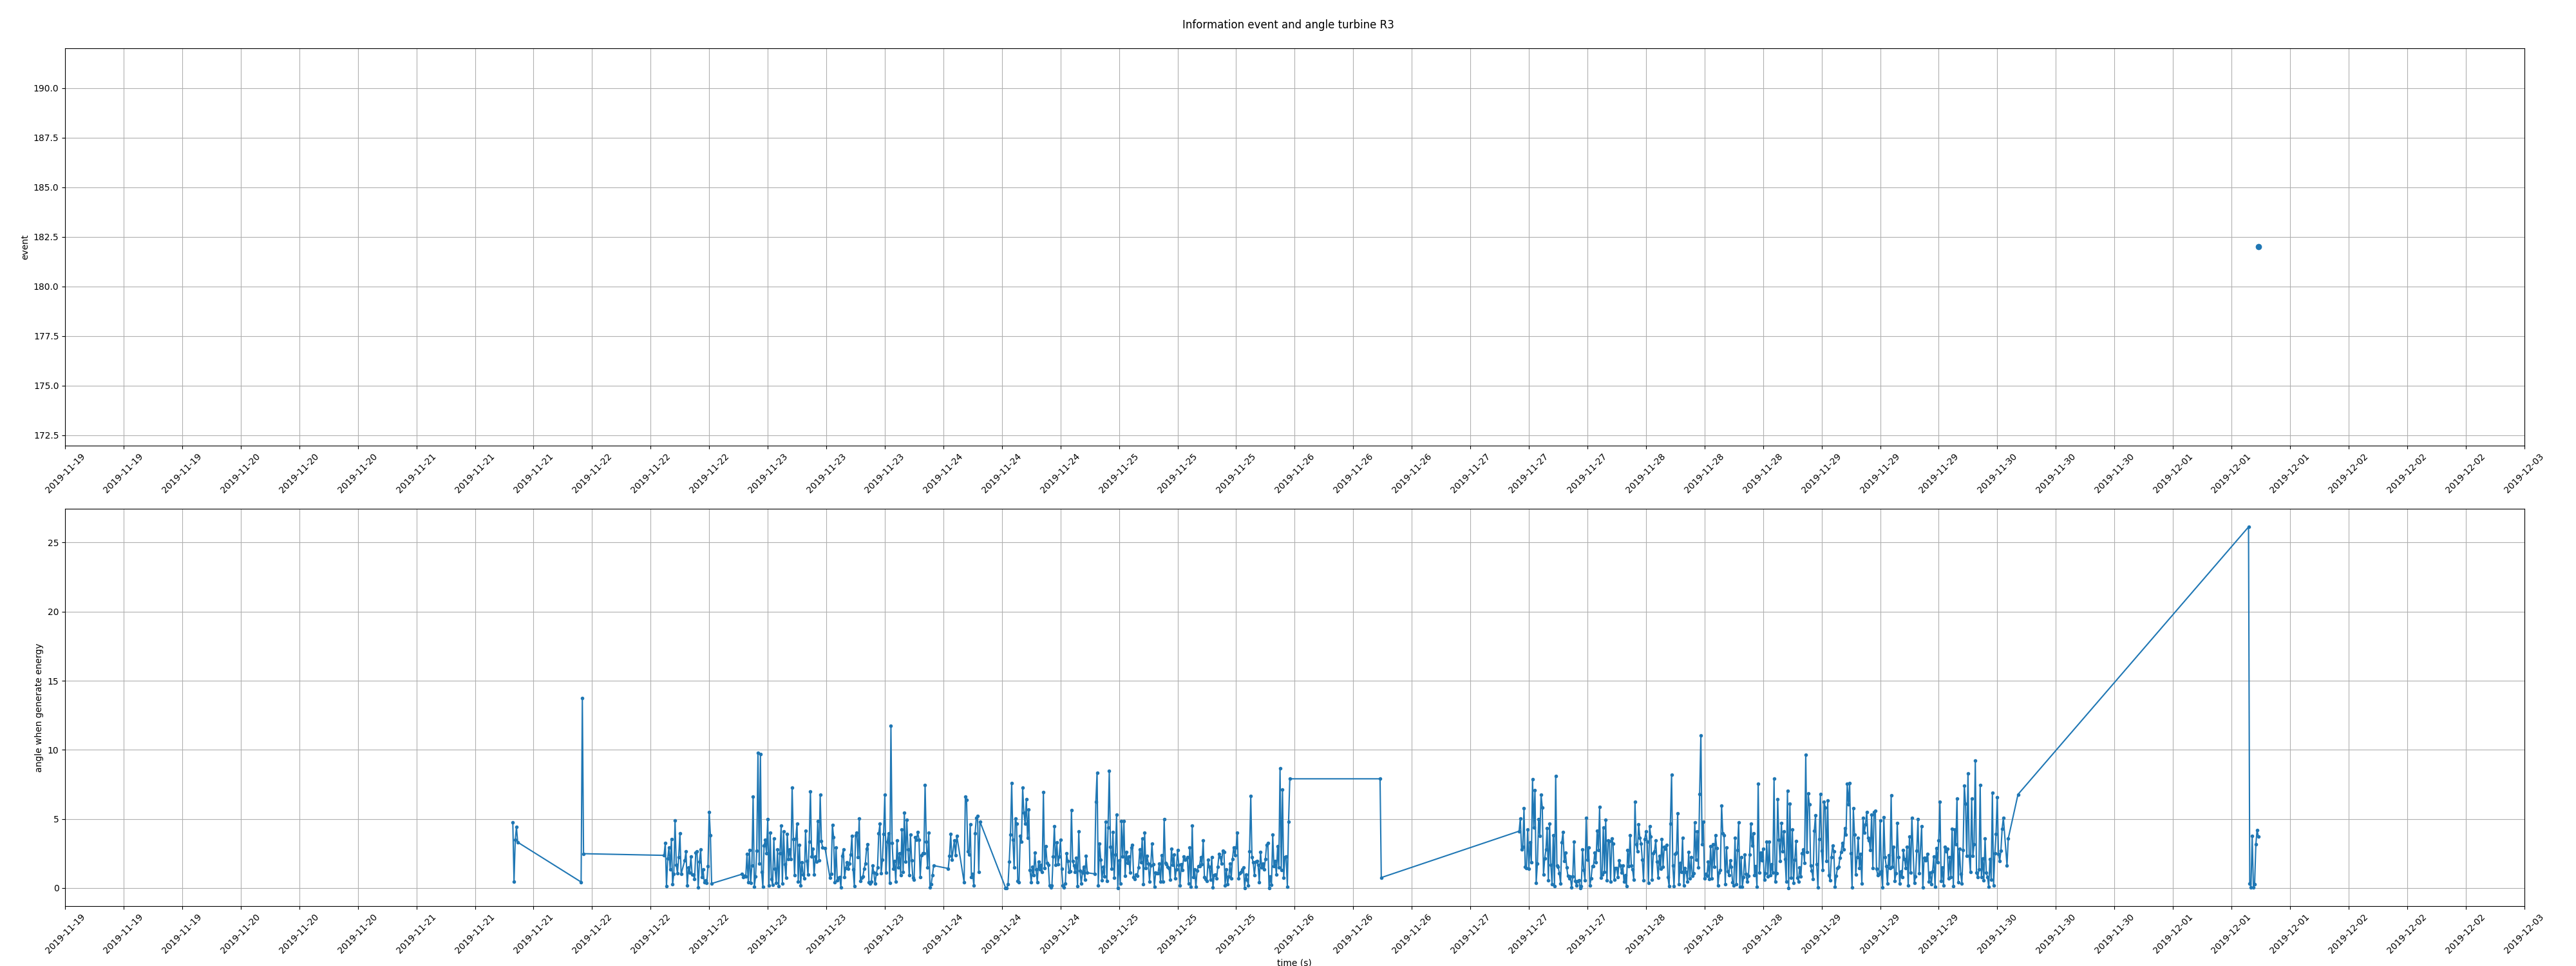 Information event and angle turbine R3
190.0
187.5
185.0
182.5
180.0
177.5
175.0
172.5
event
2019-11-19 2019-11-19 2019-11-19 2019-11-20 2019-11-20 2019-11-20 2019-11-21 2019-11-21 2019-11-21 2019-11-22 2019-11-22 2019-11-22 2019-11-23 2019-11-23 2019-11-23 2019-11-24 2019-11-24 2019-11-24 2019-11-25 2019-11-25 2019-11-25 2019-11-26 2019-11-26 2019-11-26 2019-11-27 2019-11-27 2019-11-27 2019-11-28 2019-11-28 2019-11-28 2019-11-29 2019-11-29 2019-11-29 2019-11-30 2019-11-30 2019-11-30 2019-12-01 2019-12-01 2019-12-01 2019-12-02 2019-12-02 2019-12-02 2019-12-03
25
20
15
10
5
0
angle when generate energy
2019-11-19 2019-11-19 2019-11-19 2019-11-20 2019-11-20 2019-11-20 2019-11-21 2019-11-21 2019-11-21 2019-11-22 2019-11-22 2019-11-22 2019-11-23 2019-11-23 2019-11-23 2019-11-24 2019-11-24 2019-11-24 2019-11-25 2019-11-25 2019-11-25 2019-11-26 2019-11-26 2019-11-26 2019-11-27 2019-11-27 2019-11-27 2019-11-28 2019-11-28 2019-11-28 2019-11-29 2019-11-29 2019-11-29 2019-11-30 2019-11-30 2019-11-30 2019-12-01 2019-12-01 2019-12-01 2019-12-02 2019-12-02 2019-12-02 2019-12-03
time (s)